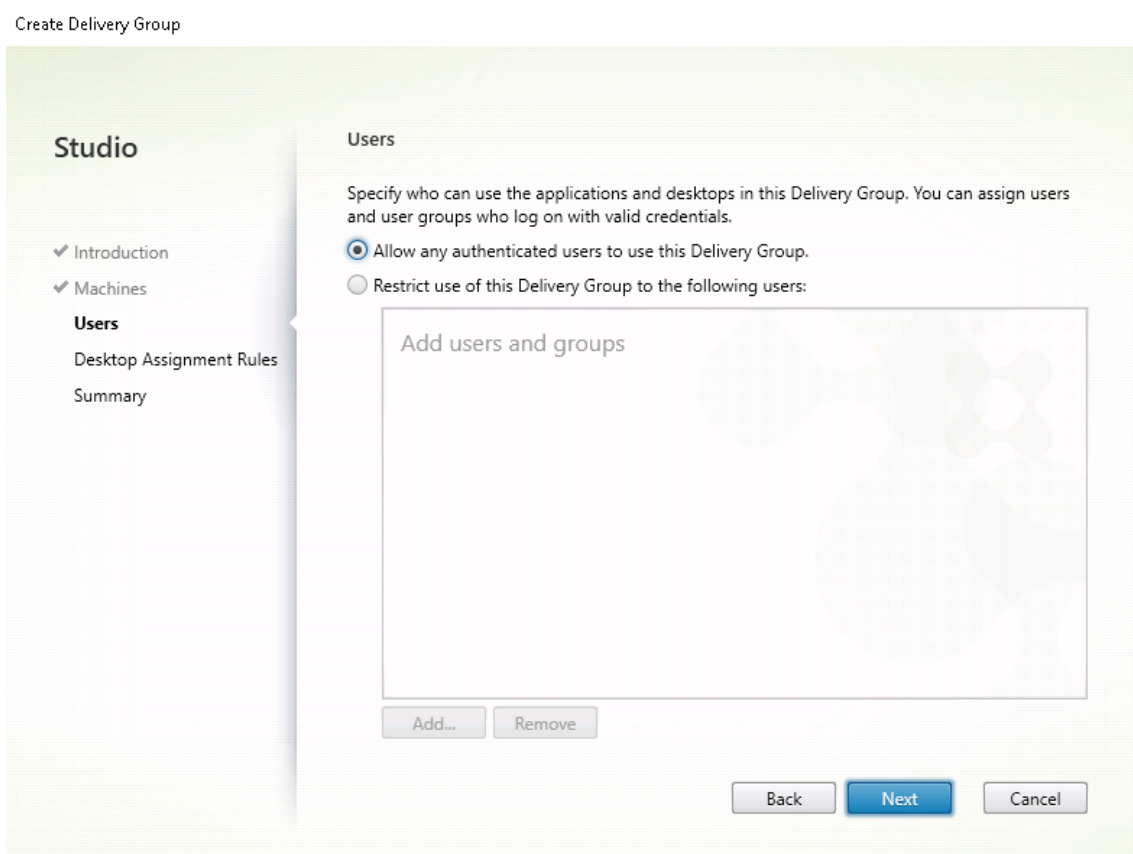 Create Delivery Group
Studio
Introduction
Machines
Users
Desktop Assignment Rules
Summary
Users
Specify who can use the applications and desktops in this Delivery Group. You can assign users
and user groups who log on with valid credentials.
Allow any authenticated users to use this Delivery Group.
Restrict use of this Delivery Group to the following users:
Add users and groups
Add...
Remove
Back
Next
Cancel